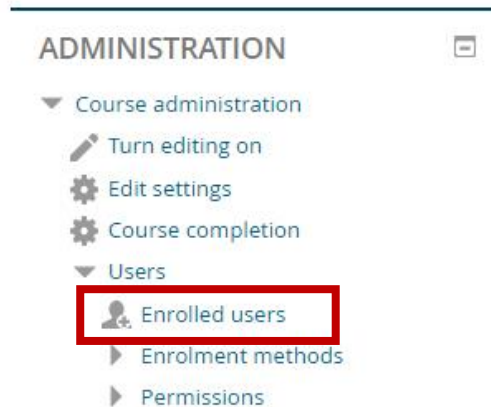 ADMINISTRATION
Course administration
Turn editing on
Edit settings
Course completion
Users
Enrolled users
Enrolment methods
Permissions